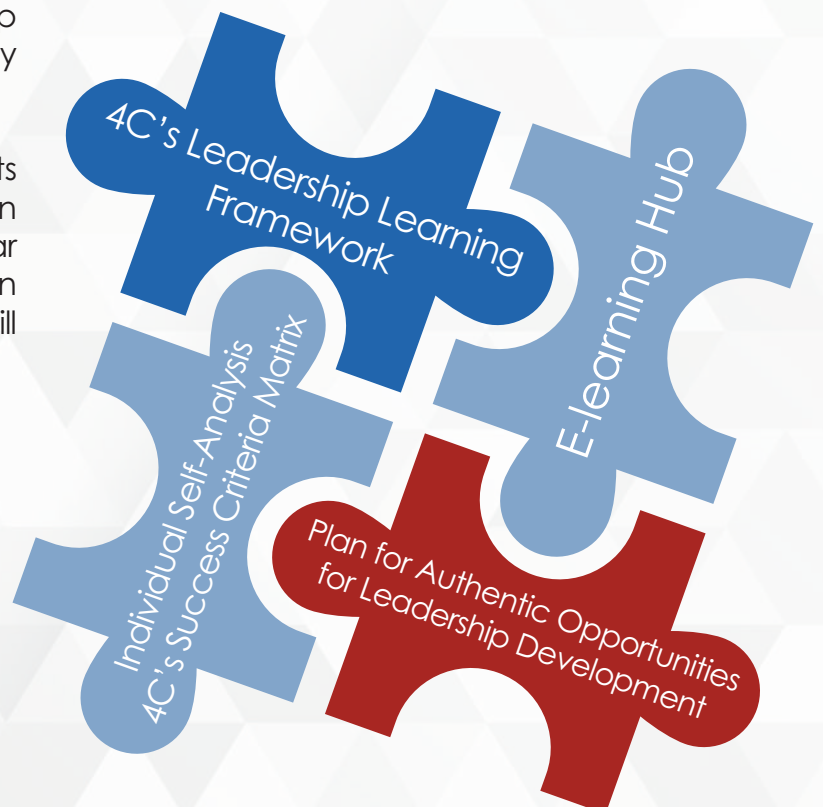 4C's Leadership Learning
Framework
E-learning Hub
Individual Self-Analysis
4C's Success Criteria Matrix
Plan for Authentic Opportunities
for Leadership Development